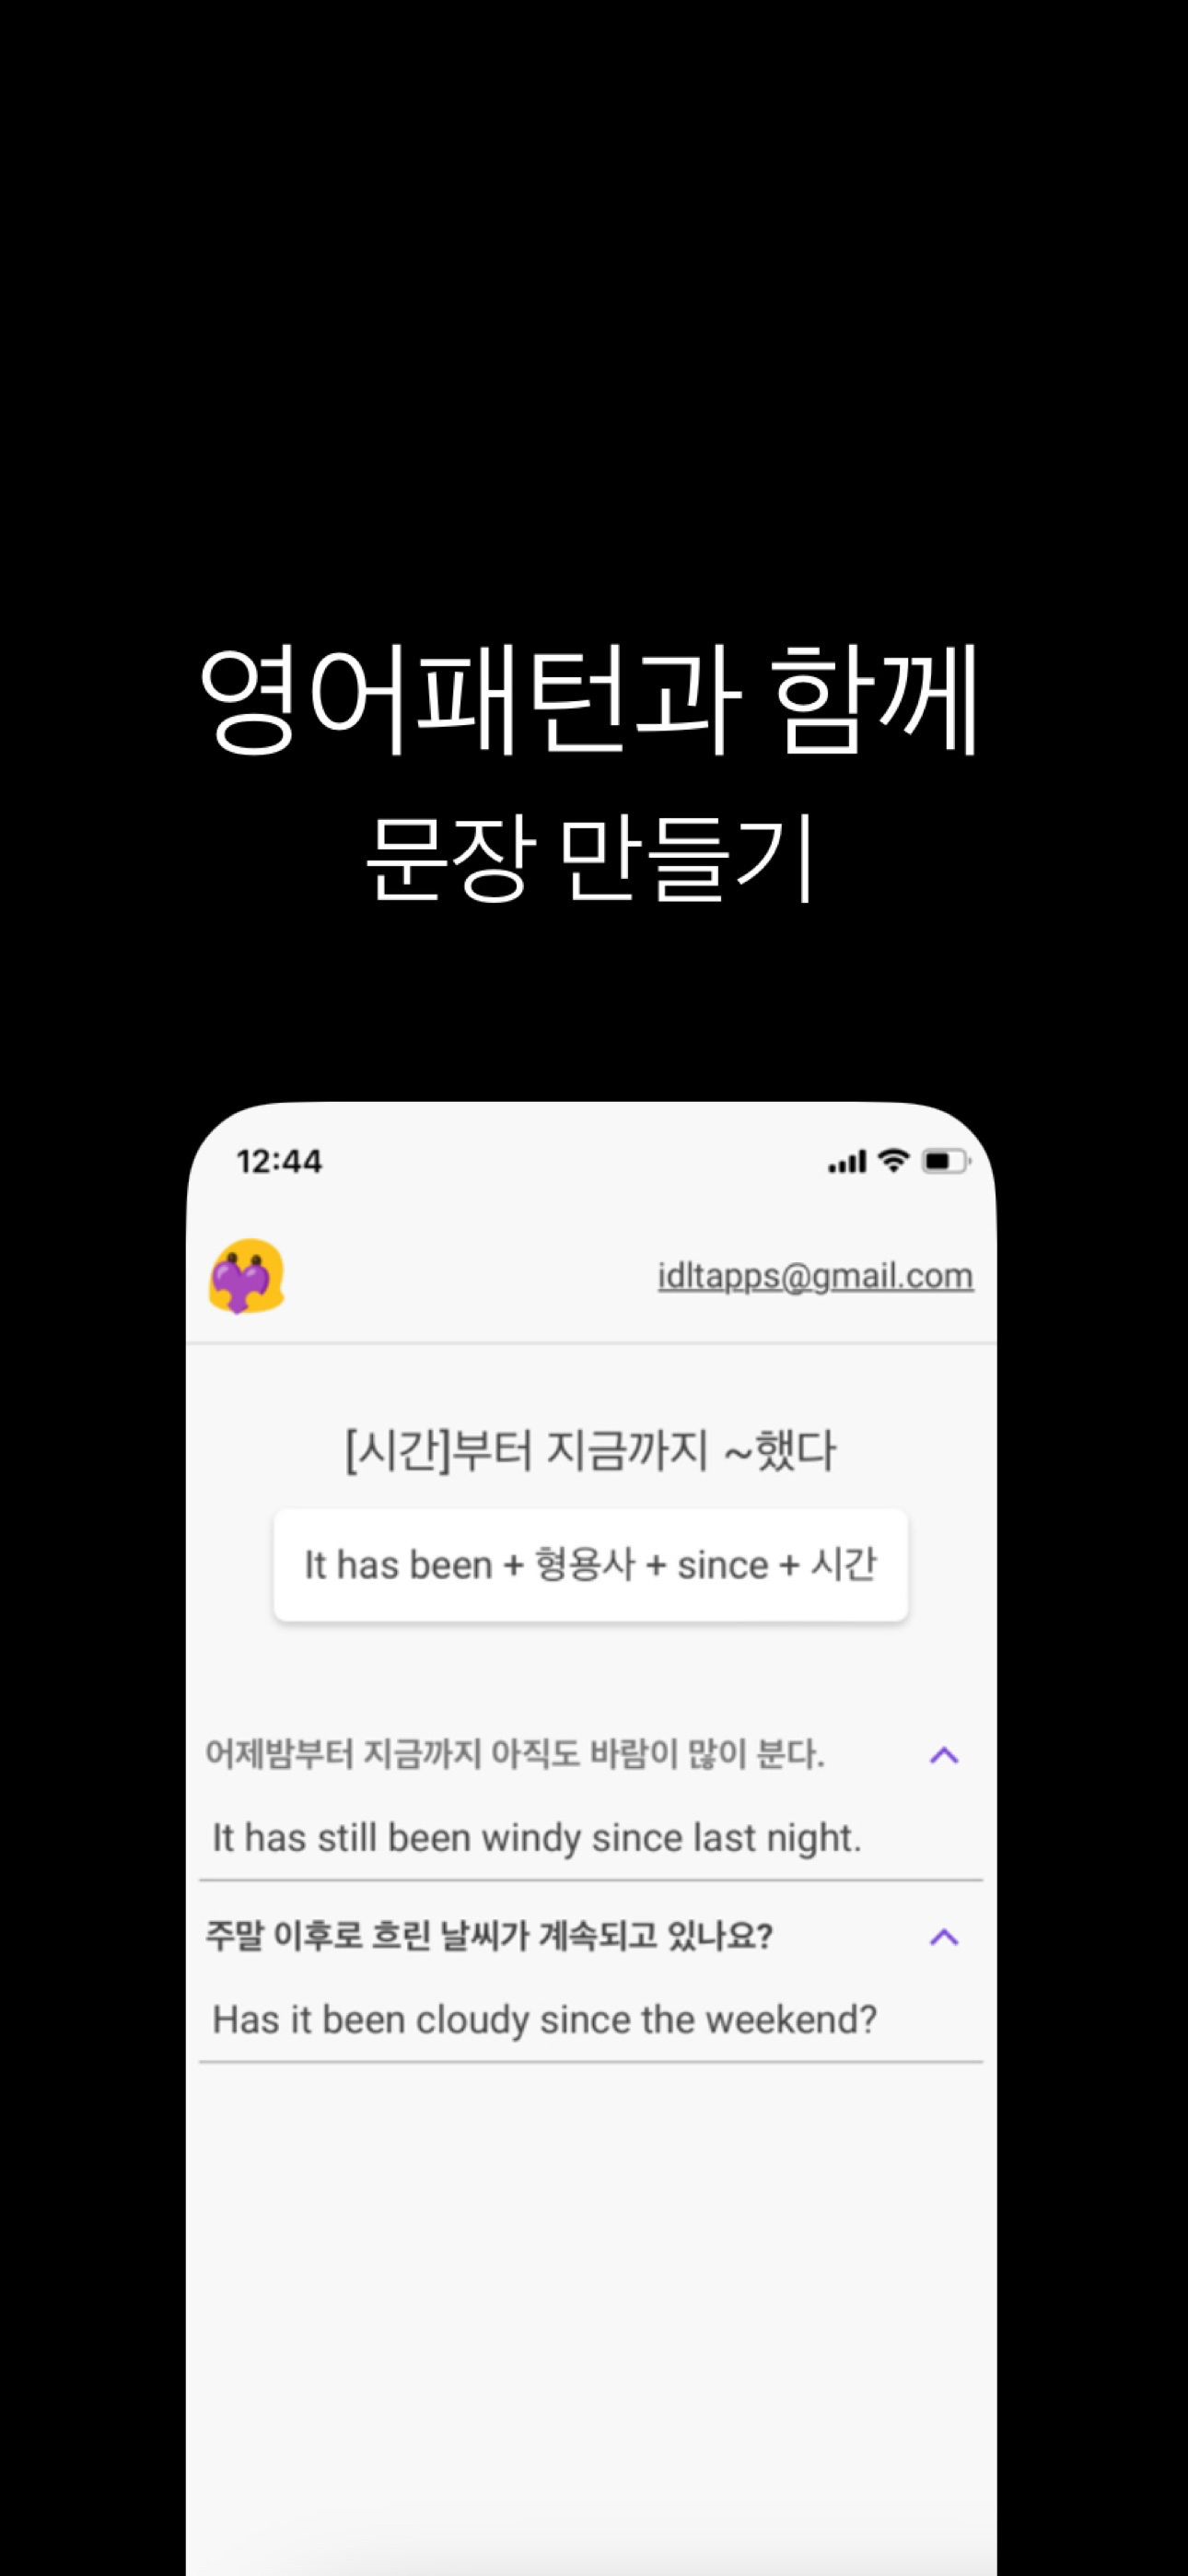 영어패턴과 함께
문장 만들기
12:44
idltapps@gmail.com
[시간]부터 지금까지 ~했다
It has been + 형용사 + since + 시간
어제밤부터 지금까지 아직도 바람이 많이 분다.
It has still been windy since last night.
주말 이후로 흐린 날씨가 계속되고 있나요?
Has it been cloudy since the weekend?